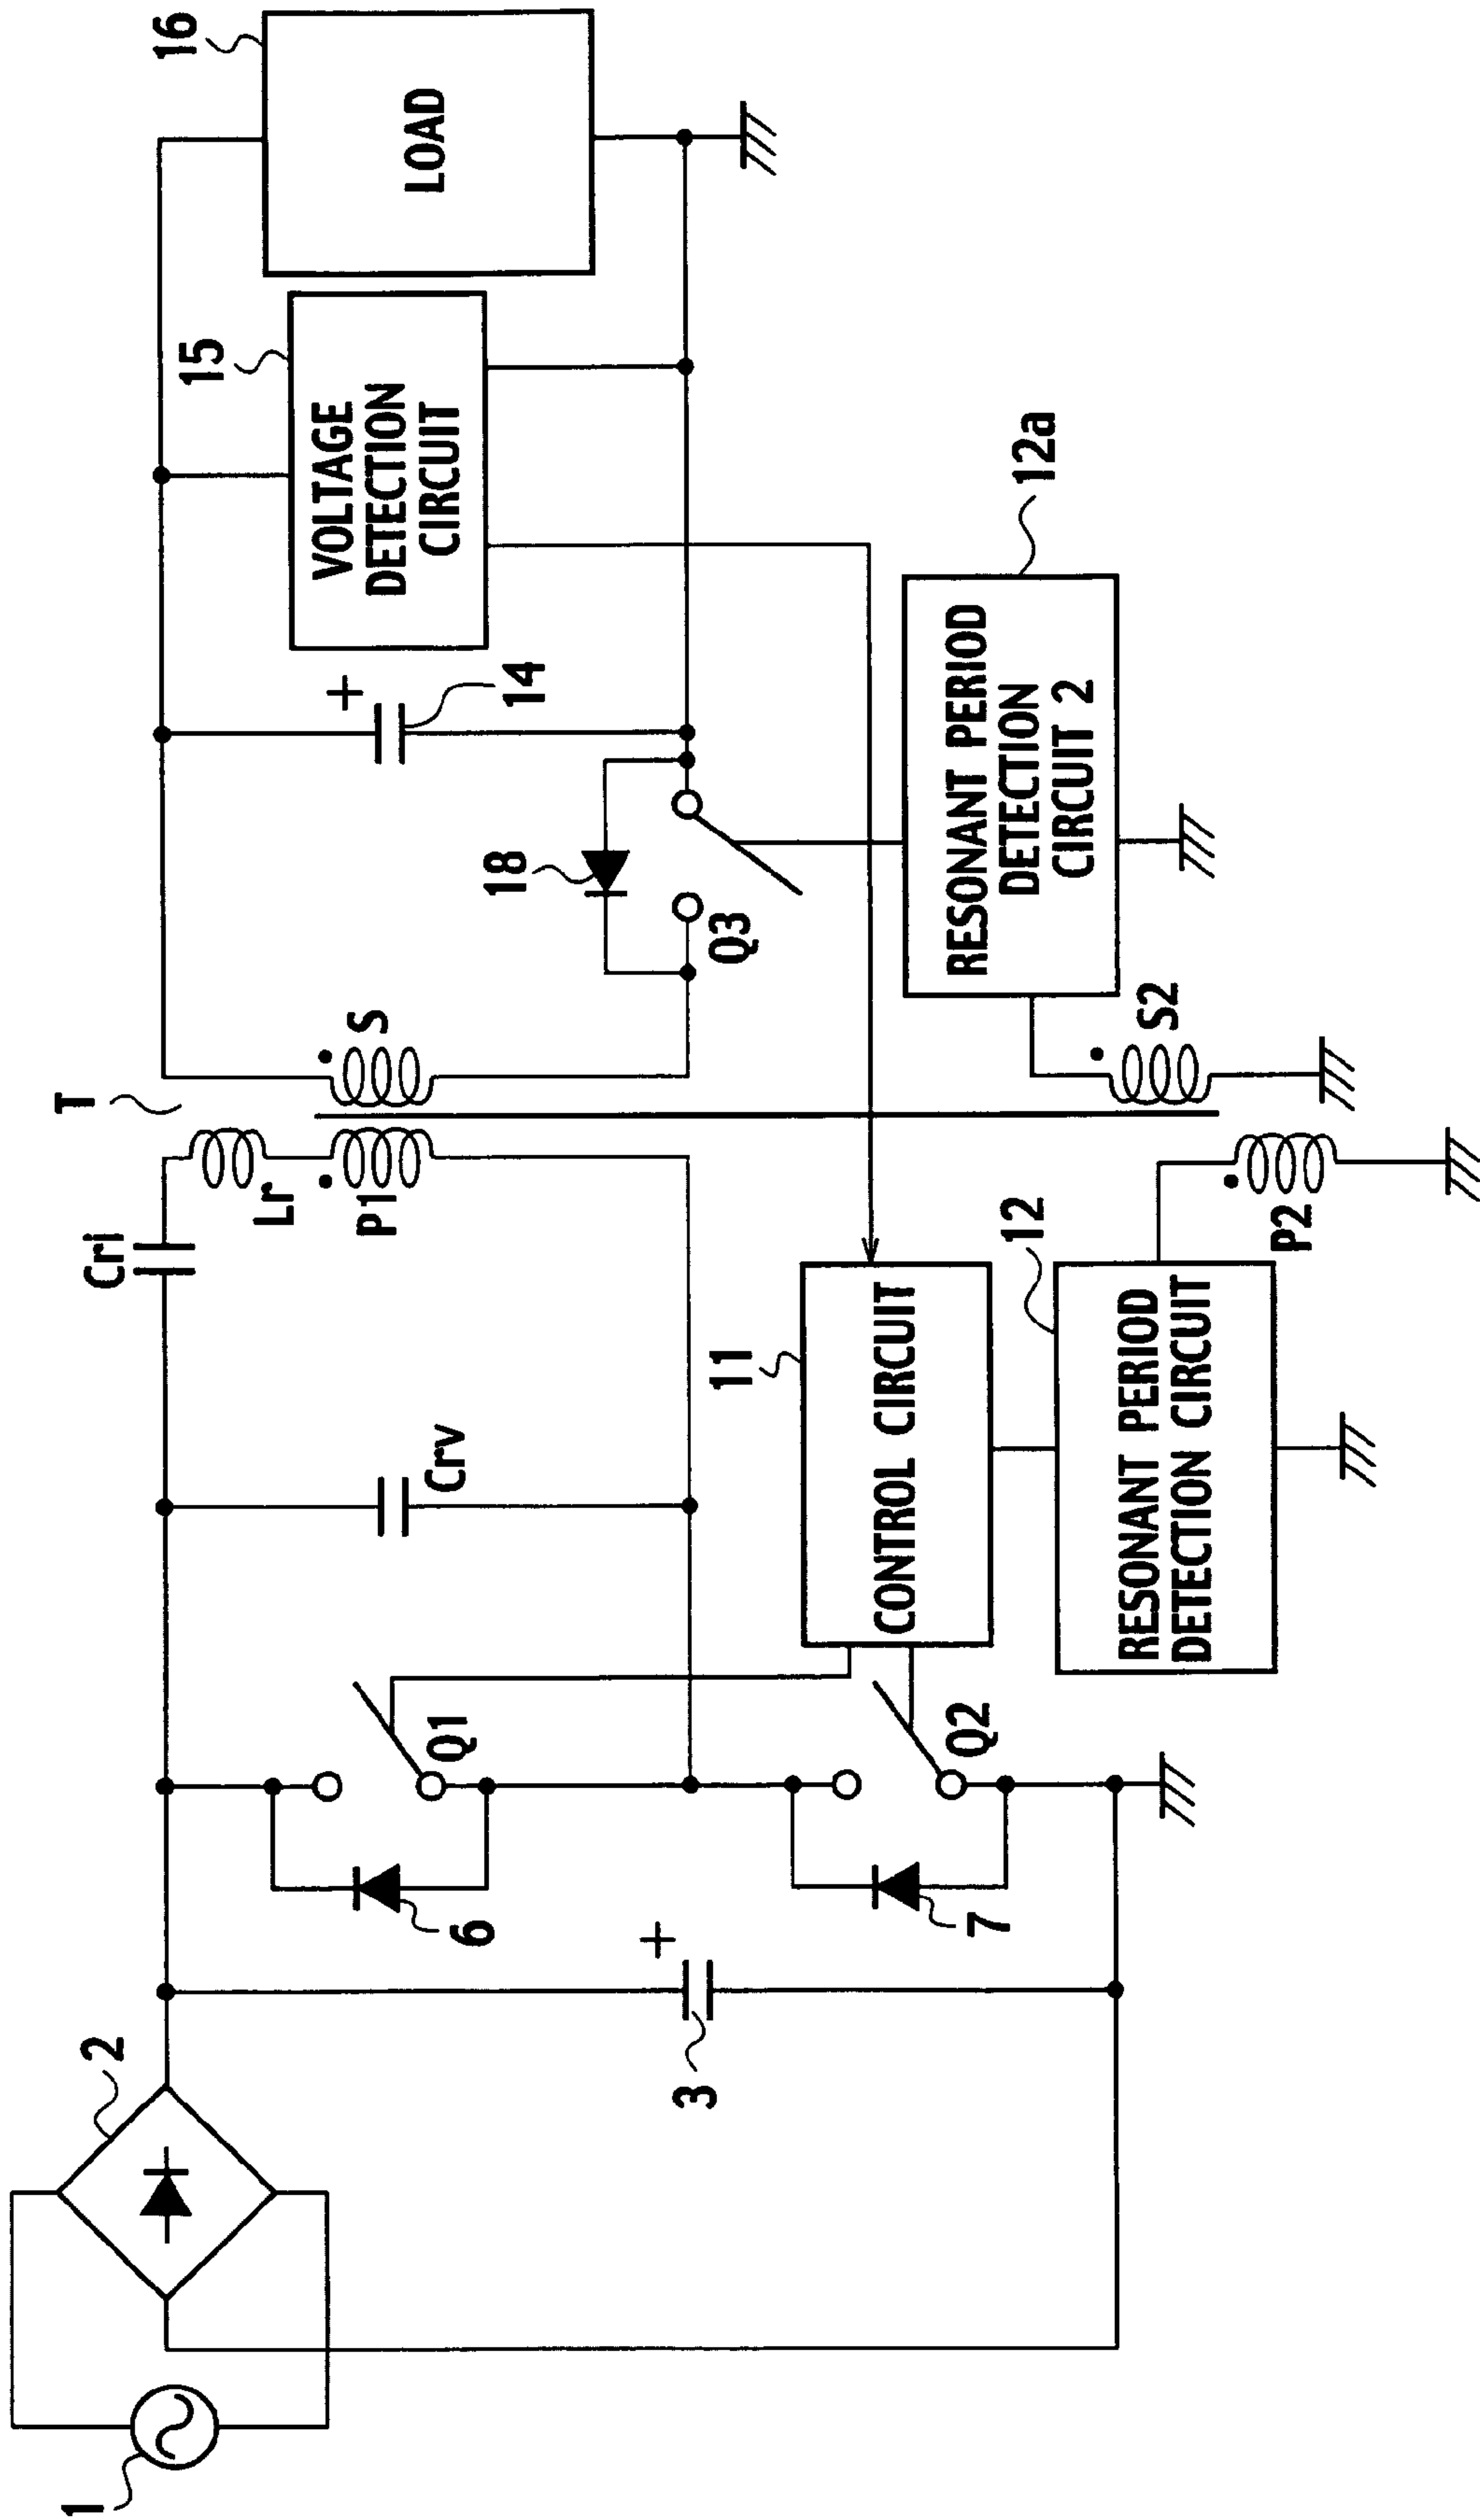 1
2
3
6
7
Q1
Q2
Crv
Cri
Lr
P1
T
S
11
CONTROL CIRCUIT
12
RESONANT PERIOD
DETECTION CIRCUIT
P2
S2
Q3
18
14
+
+
15
VOLTAGE
DETECTION
CIRCUIT
16
LOAD
12a
RESONANT PERIOD
DETECTION
CIRCUIT 2